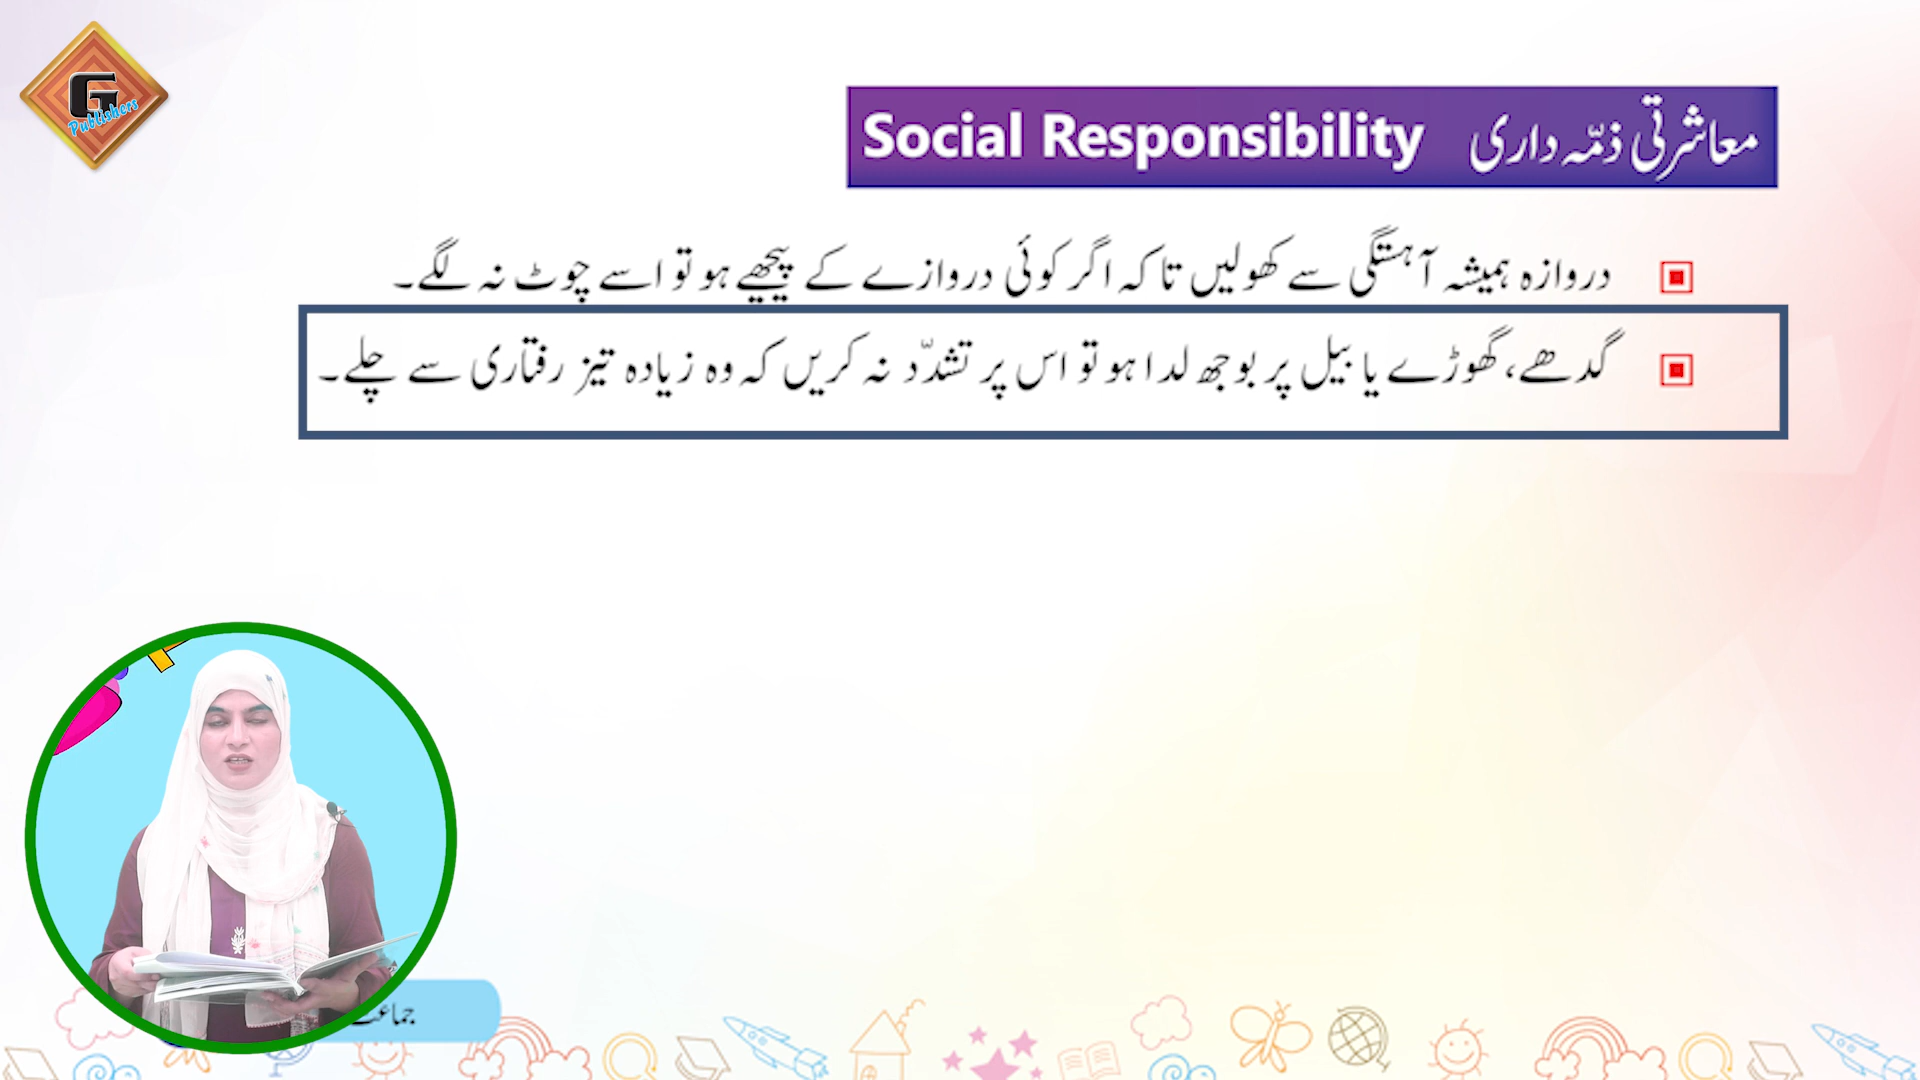 G
Publishers
Social Responsibility معاشرتی ذمّہ داری
دروازہ ہمیشہ آہستگی سے کھولیں تاکہ اگر کوئی دروازے کے پیچھے ہو تو اسے چوٹ نہ لگے۔
گدھے، گھوڑے یا بیل پر بوجھ لدا ہو تو اس پر تشدّد نہ کریں کہ وہ زیادہ تیز رفتاری سے چلے۔
جماعت